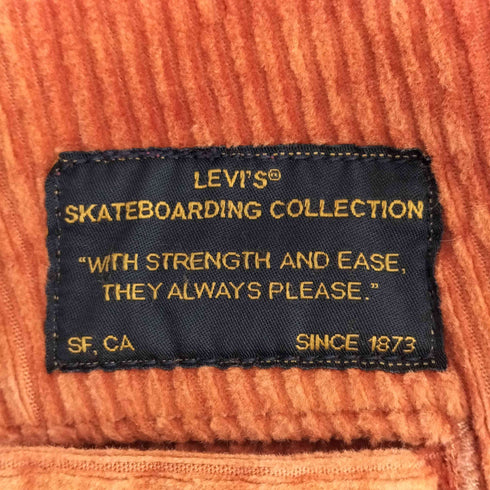 LEVI'S®
SKATEBOARDING COLLECTION
“WITH STRENGTH AND EASE,
THEY ALWAYS PLEASE.”
SF, CA SINCE 1873